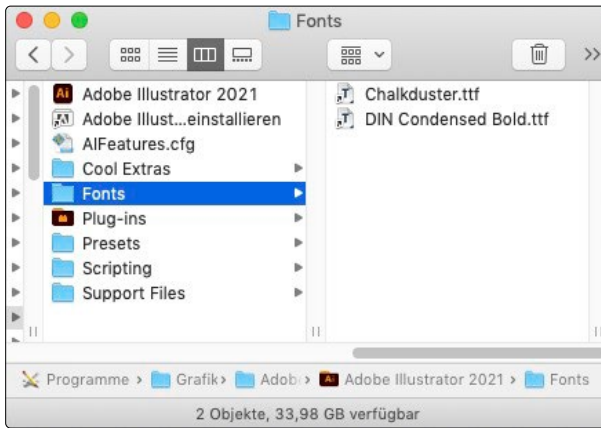 Fonts
Adobe Illustrator 2021
Adobe Illust...einstallieren
AIFeatures.cfg
Cool Extras
Fonts
Plug-ins
Presets
Scripting
Support Files
Chalkduster.ttf
DIN Condensed Bold.ttf
Programme › Grafik › Adob › Adobe Illustrator 2021 › Fonts
2 Objekte, 33,98 GB verfügbar